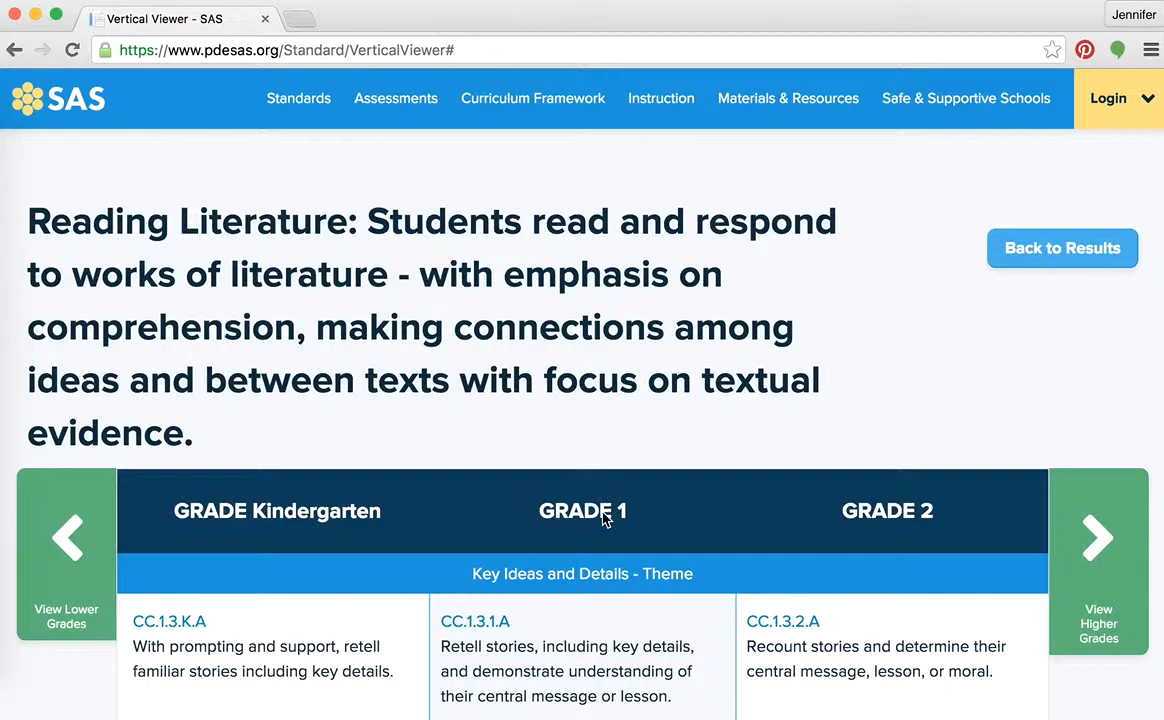 Vertical Viewer - SAS
Jennifer
https://www.pdesas.org/Standard/VerticalViewer#
SAS
Standards
Assessments
Curriculum Framework
Instruction
Materials & Resources
Safe & Supportive Schools
Login
Reading Literature: Students read and respond
to works of literature - with emphasis on
comprehension, making connections among
ideas and between texts with focus on textual
evidence.
Back to Results
View Lower
Grades
GRADE Kindergarten
GRADE 1
GRADE 2
View
Higher
Grades
Key Ideas and Details - Theme
CC.1.3.K.A
With prompting and support, retell
familiar stories including key details.
CC.1.3.1.A
Retell stories, including key details,
and demonstrate understanding of
their central message or lesson.
CC.1.3.2.A
Recount stories and determine their
central message, lesson, or moral.